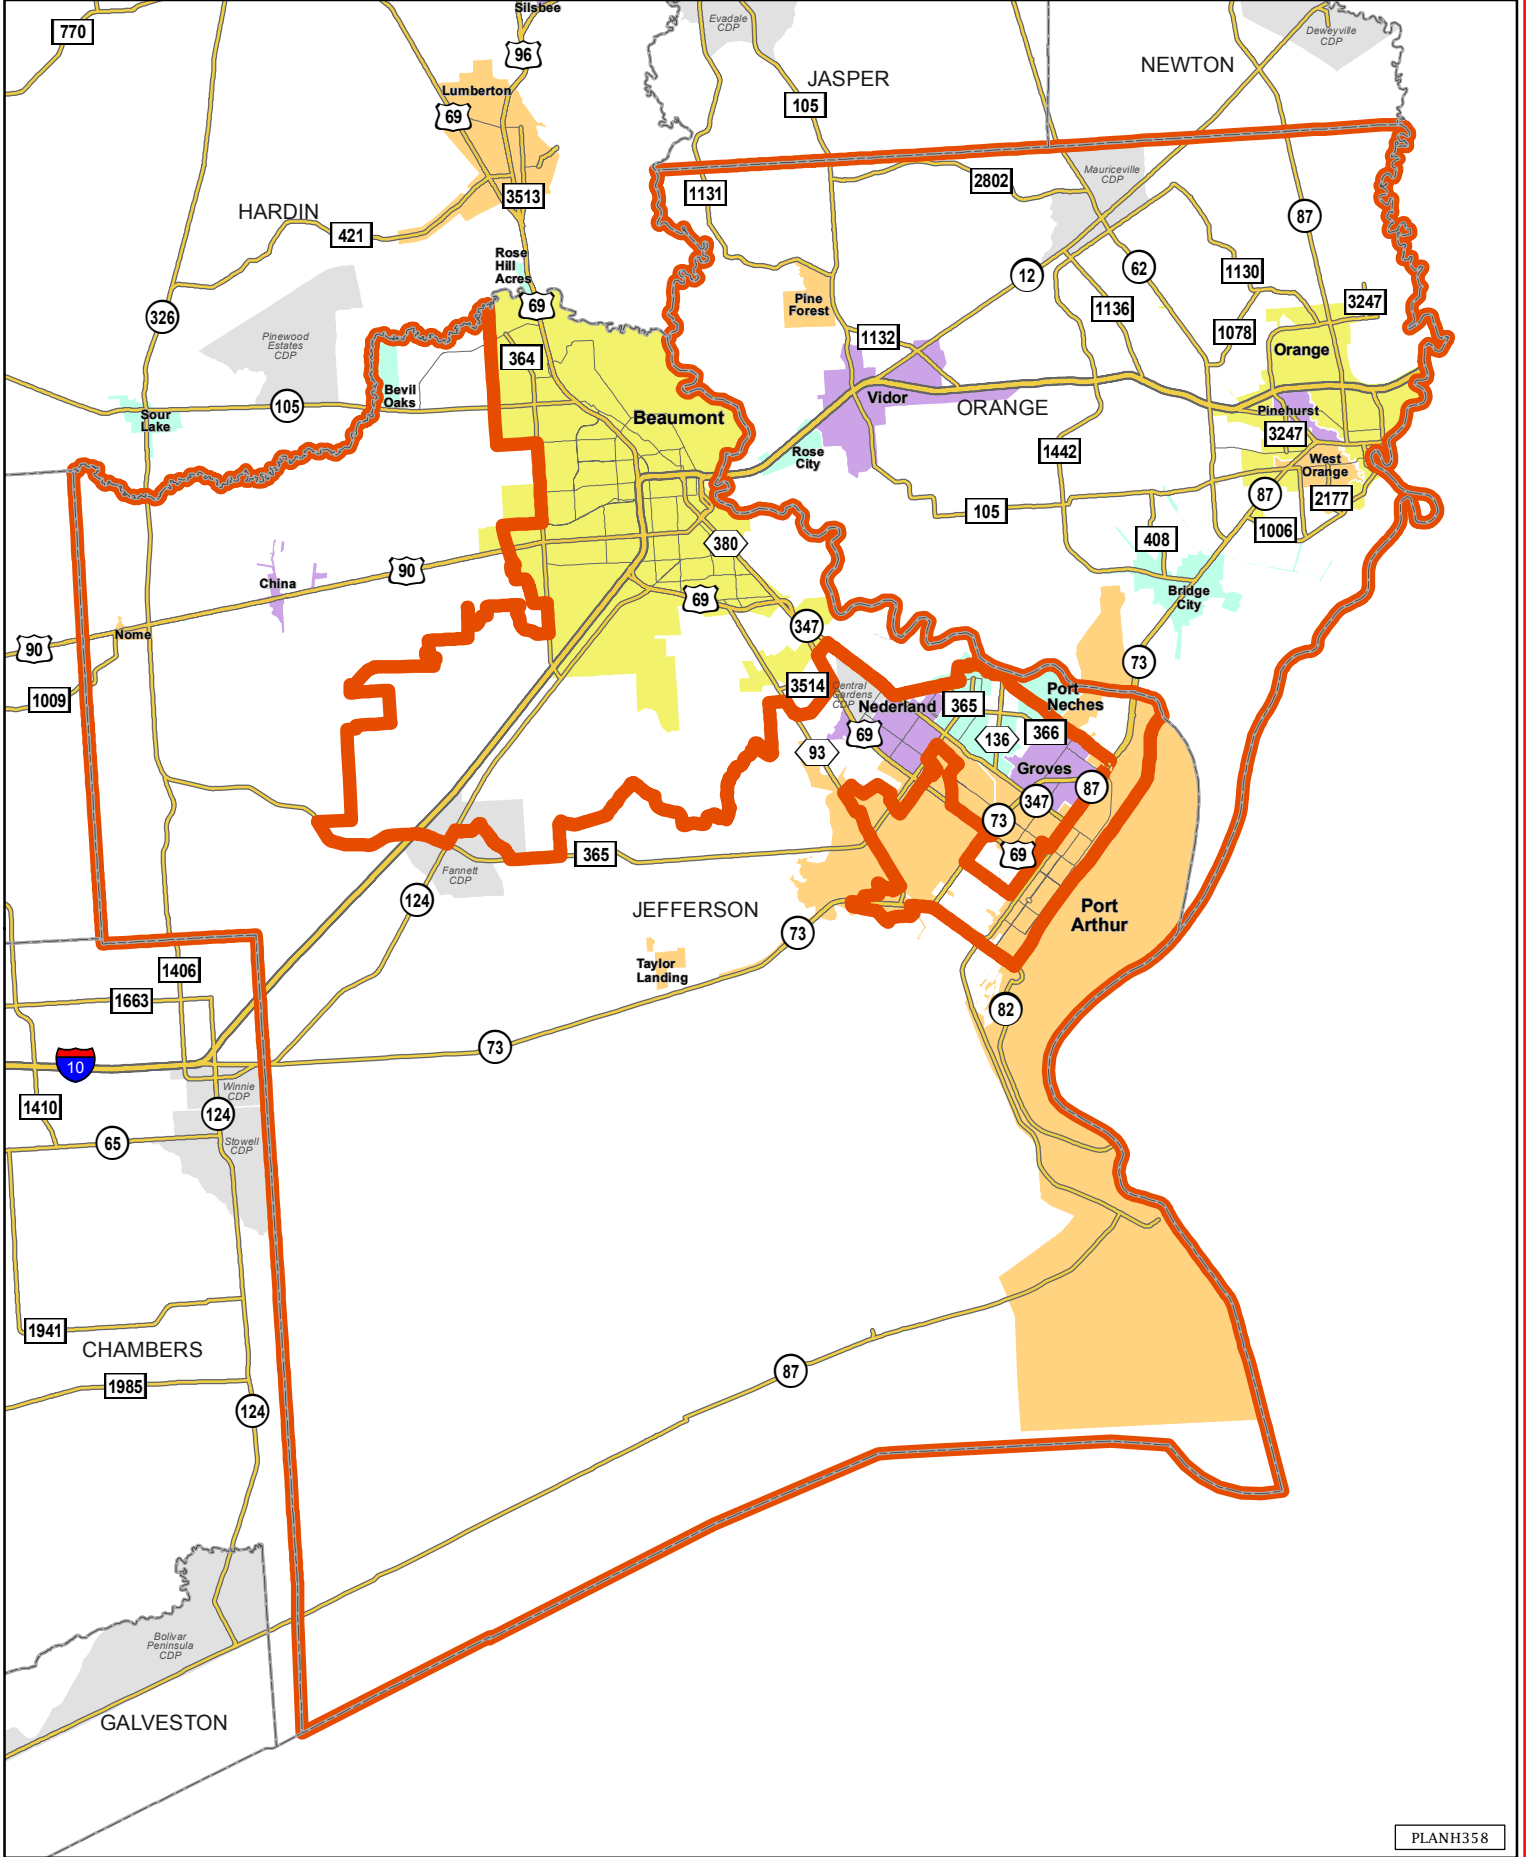 Silsbee
770
Evadale
CDP
Deweyville
CDP
96
NEWTON
JASPER
Lumberton
105
69
Mauriceville
CDP
2802
1131
3513
HARDIN
421
87
Rose
Hill
Acres
12
62
1130
69
Pine
Forest
1136
3247
326
1132
1078
Pinewood
Estates
CDP
364
Orange
Bevil
Oaks
Vidor
ORANGE
105
Sour
Lake
Beaumont
Pinehurst
3247
1442
Rose
City
West
Orange
87
2177
105
1006
380
408
90
China
69
Bridge
City
347
Nome
90
73
3514
Central
Gardens
CDP
Port
Neches
1009
Nederland
365
69
366
136
93
Groves
87
347
73
69
365
Fannett
CDP
124
JEFFERSON
Port
Arthur
73
Taylor
Landing
1406
1663
82
73
10
Winnie
CDP
1410
124
65
Stowell
CDP
1941
CHAMBERS
87
1985
124
Bolivar
Peninsula
CDP
GALVESTON
PLANH358